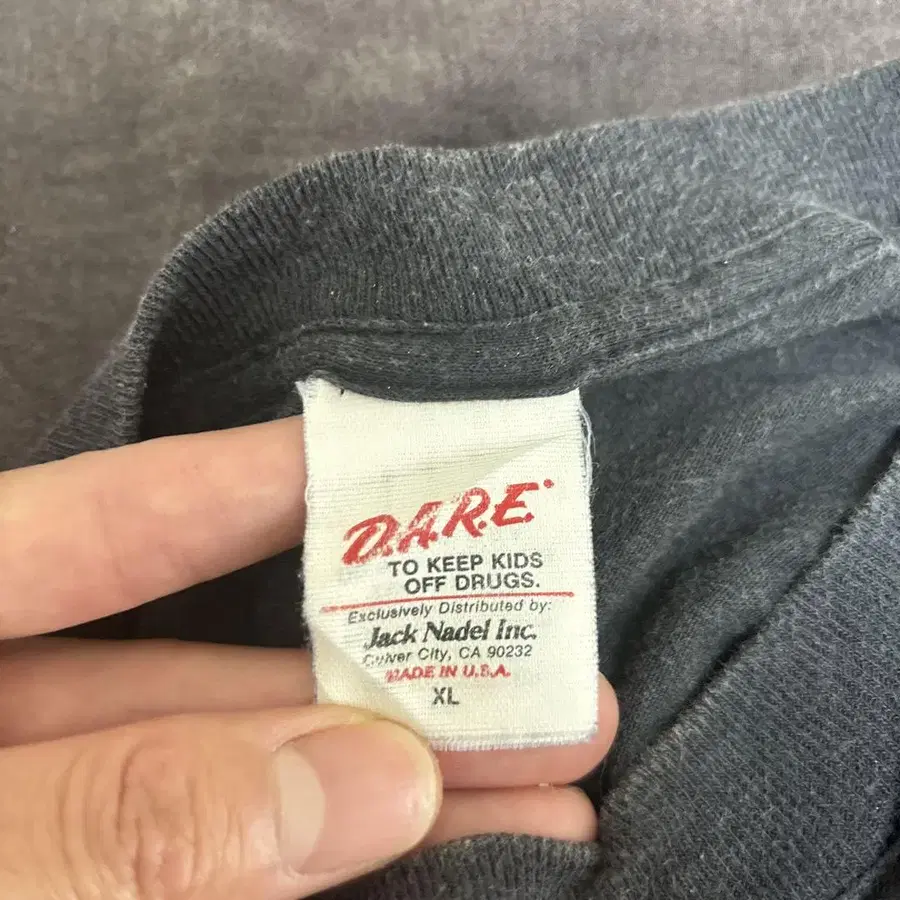 D.A.R.E.
TO KEEP KIDS
OFF DRUGS.
Exclusively Distributed by:
Jack Nadel Inc.
Culver City, CA 90232
MADE IN U.S.A.
XL